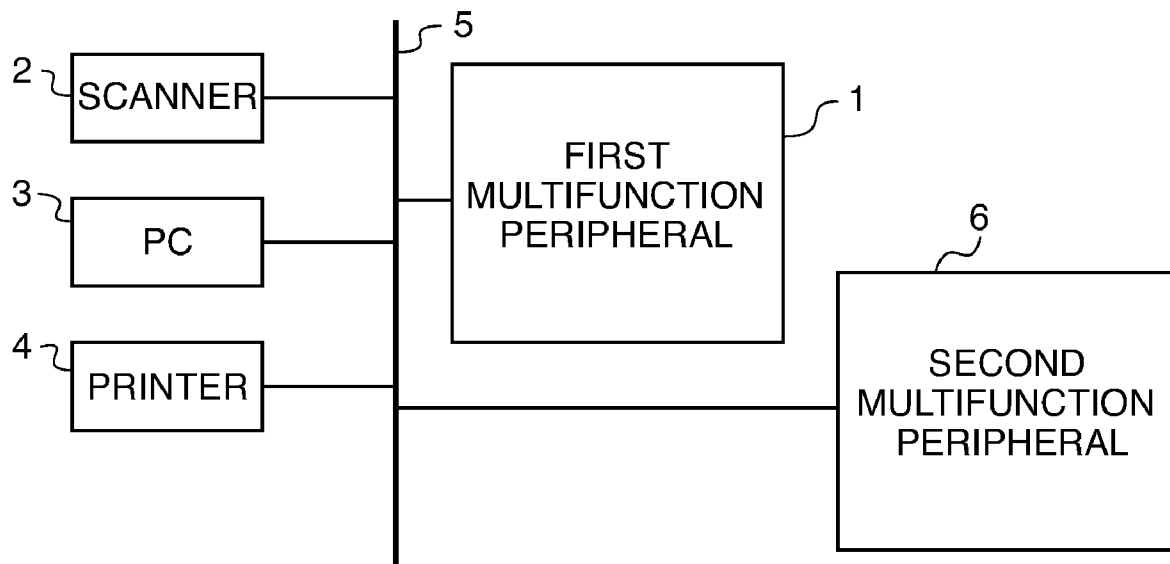 5
2
SCANNER
1
FIRST
MULTIFUNCTION
PERIPHERAL
3
PC
6
4
PRINTER
SECOND
MULTIFUNCTION
PERIPHERAL